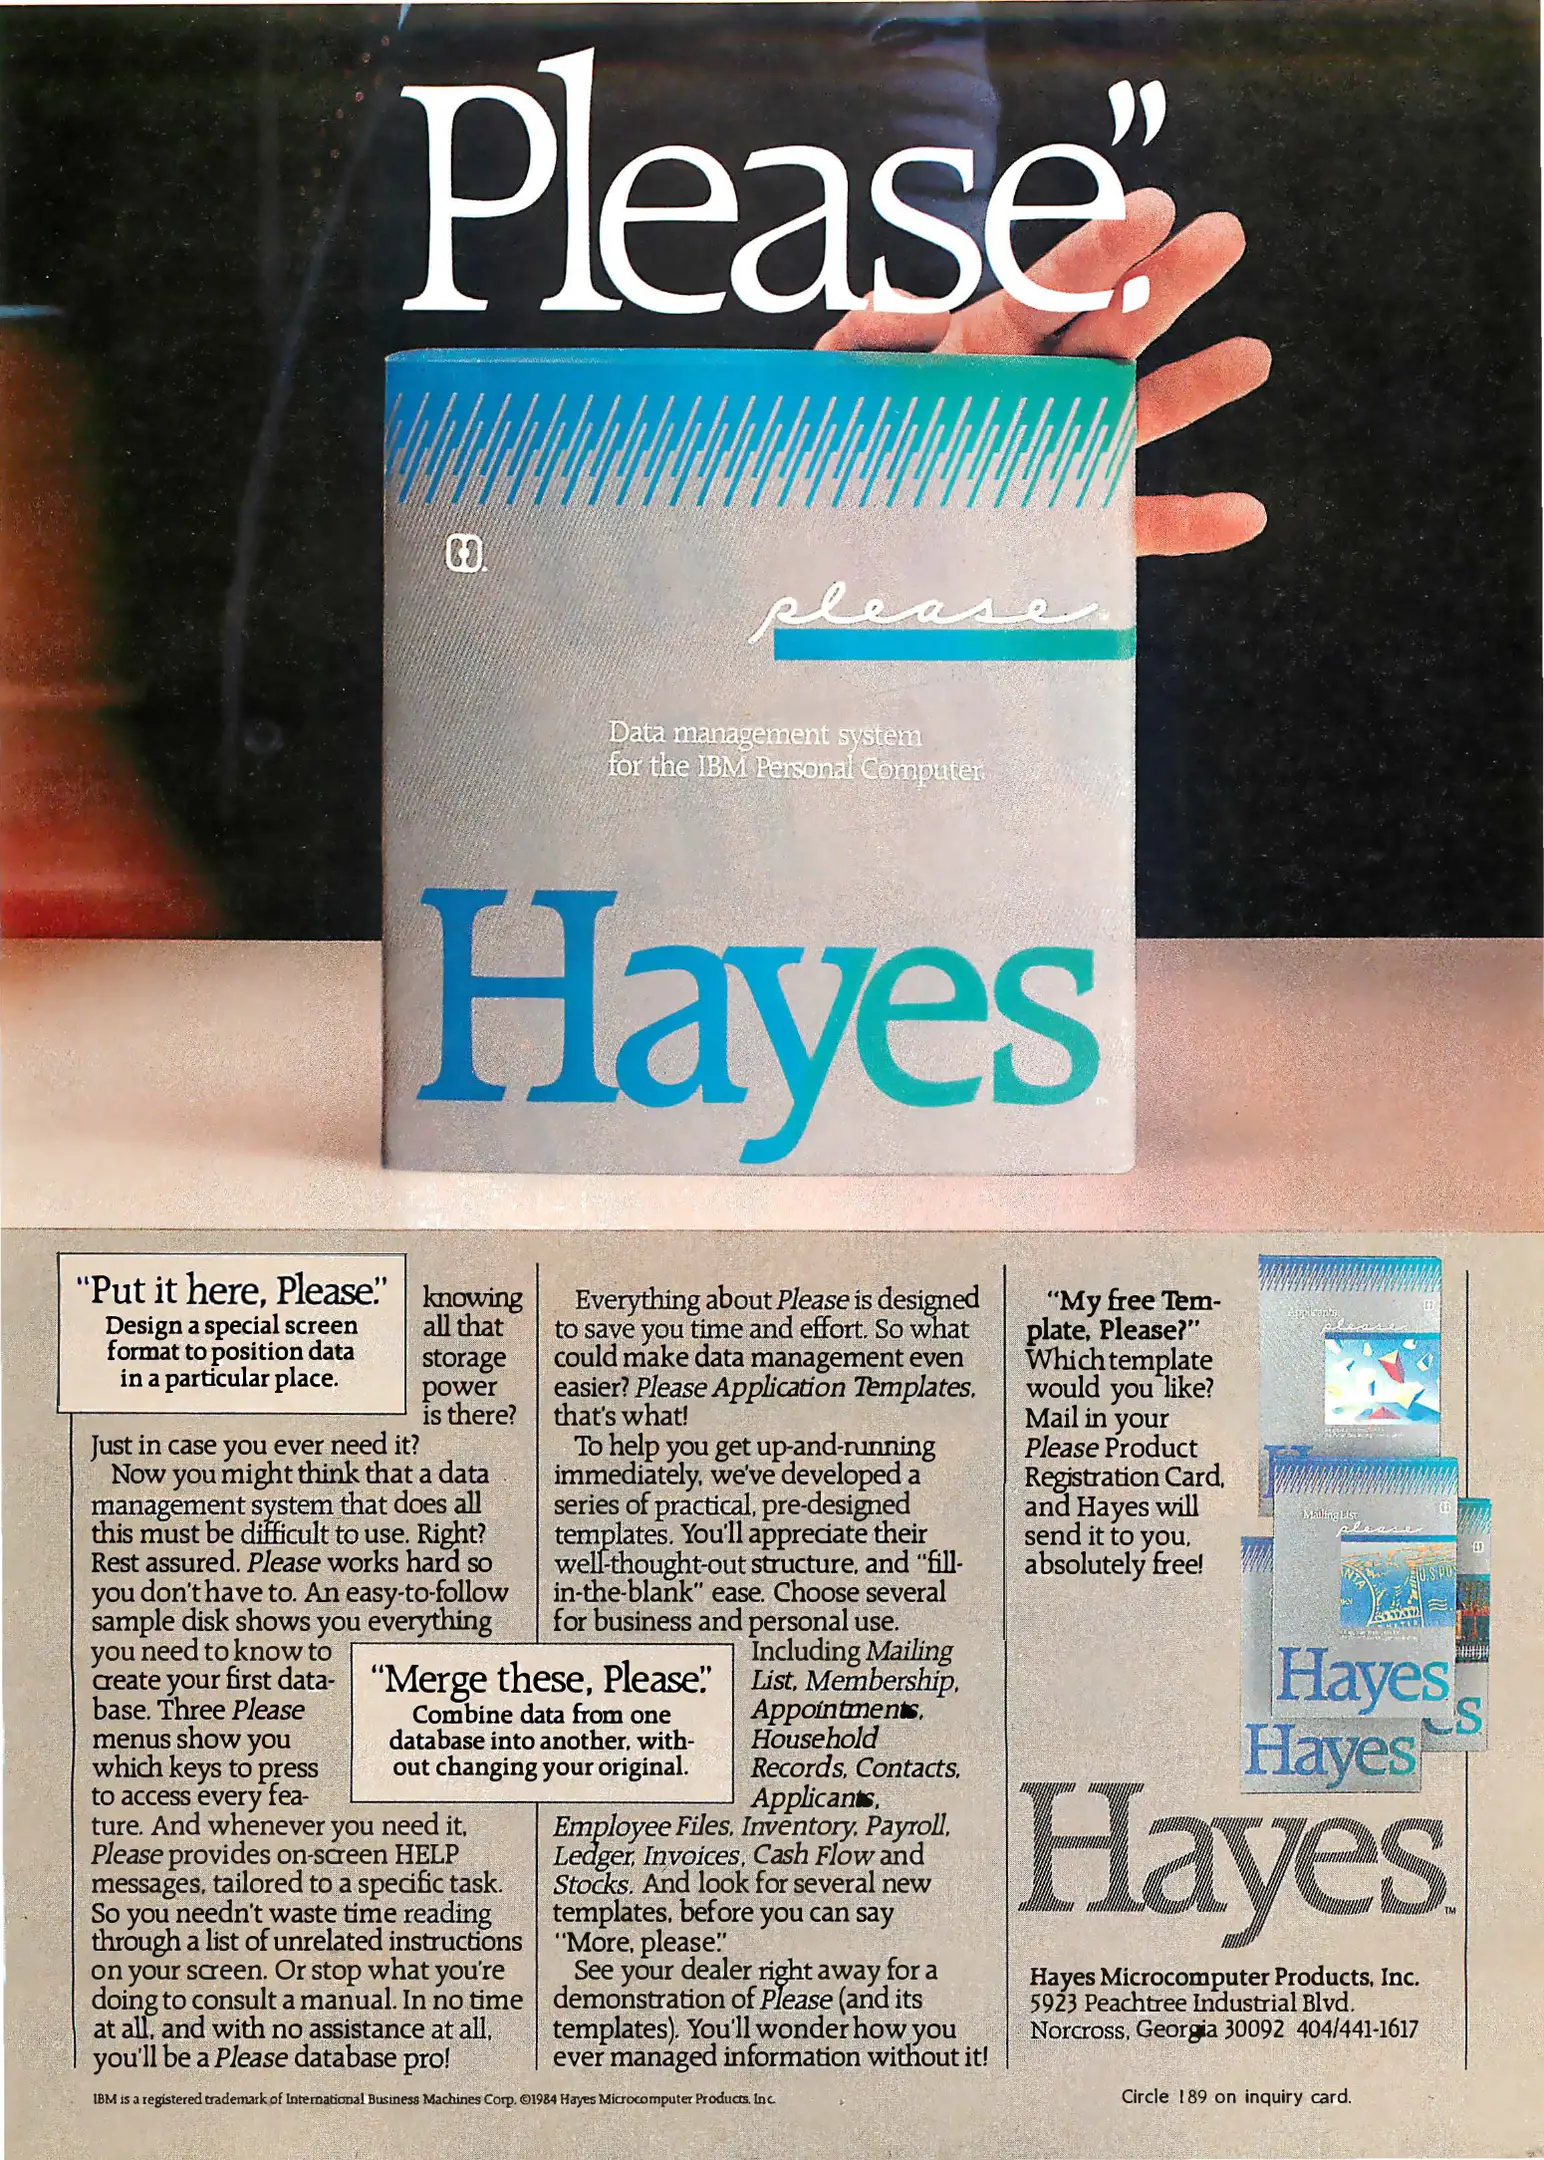 Please."
please™
Data management system
for the IBM Personal Computer.
Hayes™
"Put it here, Please."
Design a special screen
format to position data
in a particular place.
knowing
all that
storage
power
is there?
Just in case you ever need it?
Now you might think that a data
management system that does all
this must be difficult to use. Right?
Rest assured. Please works hard so
you don't have to. An easy-to-follow
sample disk shows you everything
you need to know to
create your first data-
base. Three Please
menus show you
which keys to press
to access every fea-
ture. And whenever you need it,
Please provides on-screen HELP
messages, tailored to a specific task.
So you needn't waste time reading
through a list of unrelated instructions
on your screen. Or stop what you're
doing to consult a manual. In no time
at all, and with no assistance at all,
you'll be a Please database pro!
"Merge these, Please."
Combine data from one
database into another, with-
out changing your original.
Everything about Please is designed
to save you time and effort. So what
could make data management even
easier? Please Application Templates,
that's what!
To help you get up-and-running
immediately, we've developed a
series of practical, pre-designed
templates. You'll appreciate their
well-thought-out structure, and "fill-
in-the-blank" ease. Choose several
for business and personal use.
Including Mailing
List, Membership,
Appointments,
Household
Records, Contacts,
Applicants,
Employee Files, Inventory, Payroll,
Ledger, Invoices, Cash Flow and
Stocks. And look for several new
templates, before you can say
"More, please."
See your dealer right away for a
demonstration of Please (and its
templates). You'll wonder how you
ever managed information without it!
"My free Tem-
plate, Please?"
Which template
would you like?
Mail in your
Please Product
Registration Card,
and Hayes will
send it to you,
absolutely free!
Applicants
please
H
Mailing List
please
U.S. PO
Hayes
es
Hayes
Hayes™
Hayes Microcomputer Products, Inc.
5923 Peachtree Industrial Blvd.
Norcross, Georgia 30092 404/441-1617
IBM is a registered trademark of International Business Machines Corp. ©1984 Hayes Microcomputer Products, Inc.
Circle 189 on inquiry card.